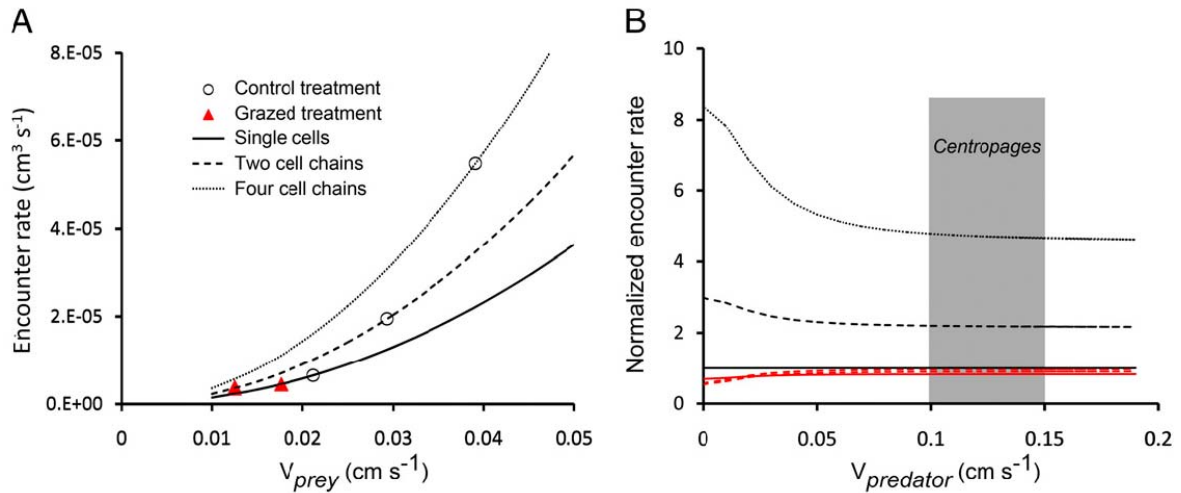 A
8.E-05
6.E-05
4.E-05
2.E-05
0.E+00
Encounter rate (cm³ s⁻¹)
Control treatment
Grazed treatment
Single cells
Two cell chains
Four cell chains
0 0.01 0.02 0.03 0.04 0.05
Vprey (cm s⁻¹)
B
10
8
6
4
2
0
Normalized encounter rate
Centropages
0 0.05 0.1 0.15 0.2
Vpredator (cm s⁻¹)